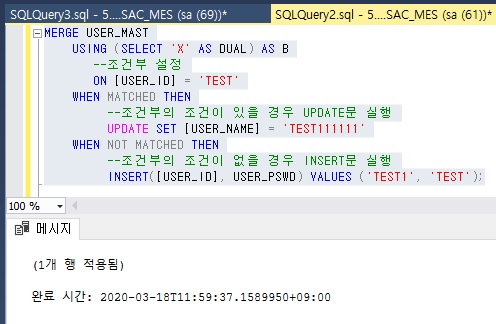 SQLQuery3.sql - 5....SAC_MES (sa (69))* SQLQuery2.sql - 5....SAC_MES (sa (61))*
MERGE USER_MAST
USING (SELECT 'X' AS DUAL) AS B
--조건부 설정
ON [USER_ID] = 'TEST'
WHEN MATCHED THEN
--조건부의 조건이 있을 경우 UPDATE문 실행
UPDATE SET [USER_NAME] = 'TEST111111'
WHEN NOT MATCHED THEN
--조건부의 조건이 없을 경우 INSERT문 실행
INSERT([USER_ID], USER_PSWD) VALUES ('TEST1', 'TEST');
100 %
메시지
(1개 행 적용됨)
완료 시간: 2020-03-18T11:59:37.1589950+09:00